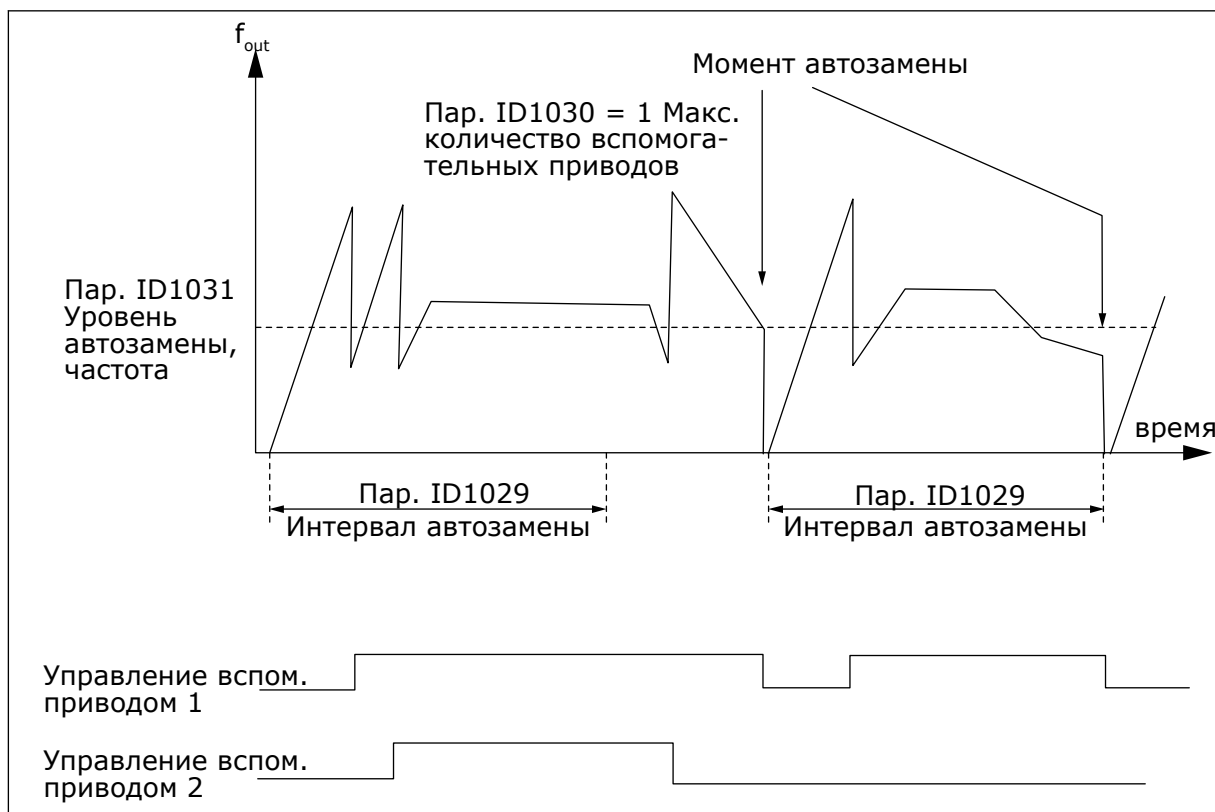 fout
Момент автозамены
Пар. ID1030 = 1 Макс.
количество вспомога-
тельных приводов
Пар. ID1031
Уровень
автозамены,
частота
время
Пар. ID1029
Интервал автозамены
Пар. ID1029
Интервал автозамены
Управление вспом.
приводом 1
Управление вспом.
приводом 2